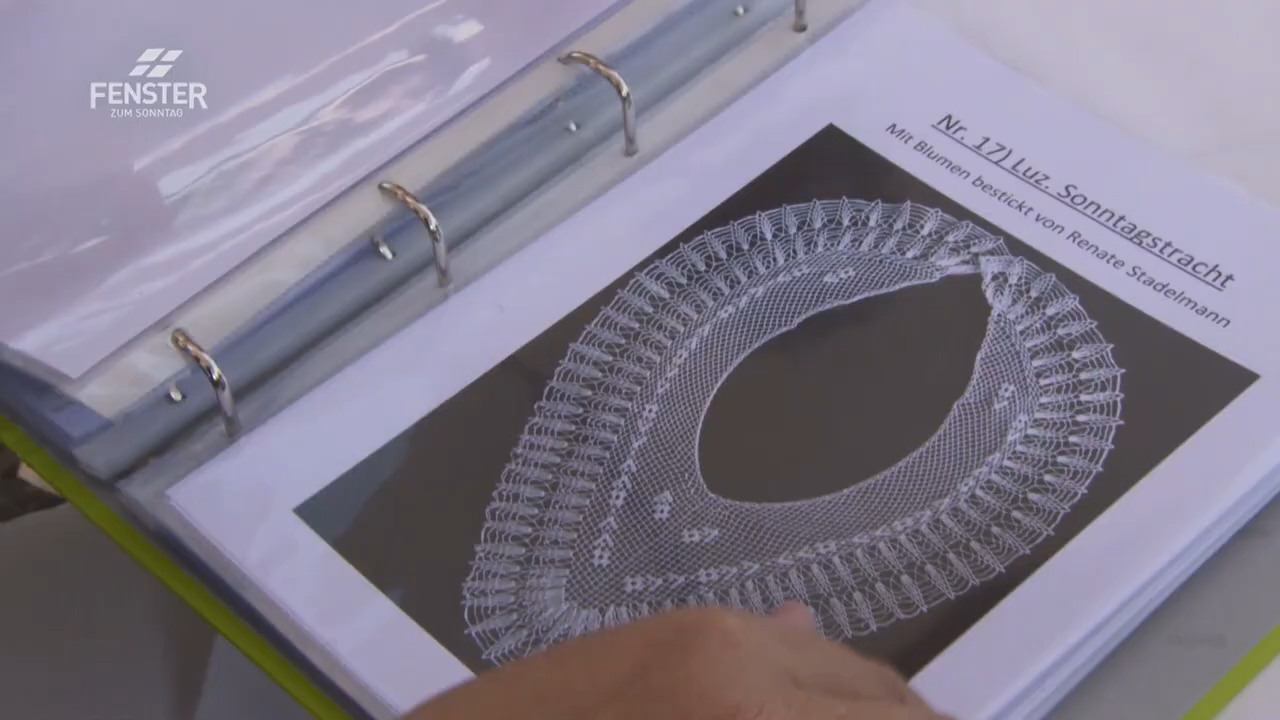 FENSTER
ZUM SONNTAG
Nr. 17) Luz. Sonntagstracht
Mit Blumen bestickt von Renate Stadelmann